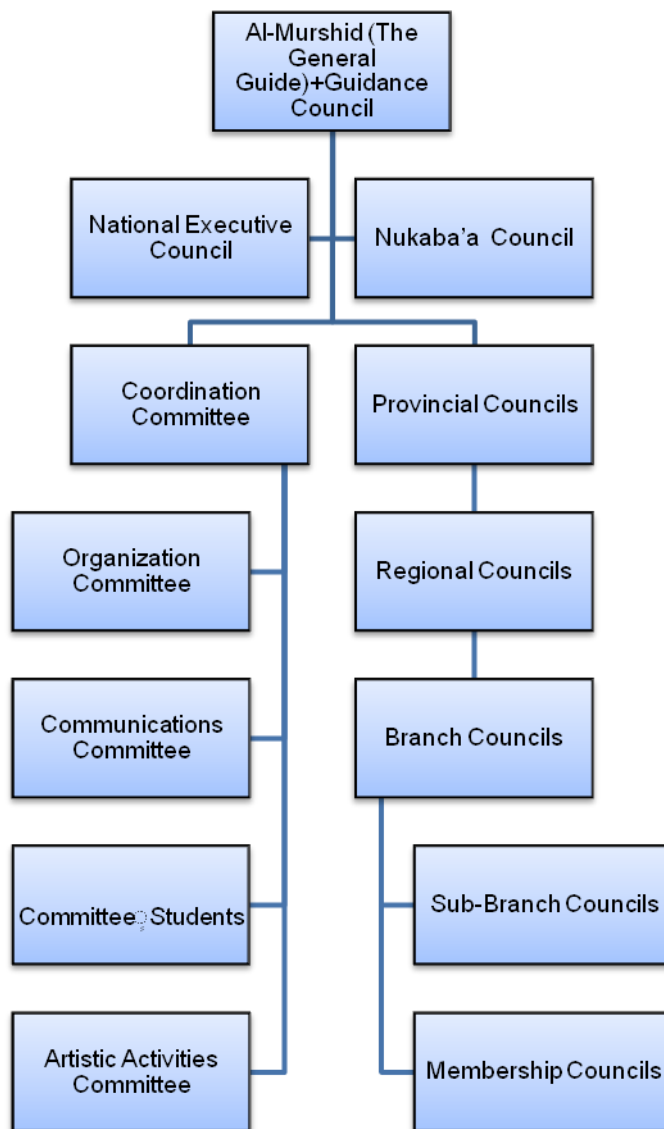 Al-Murshid (The
General
Guide)+Guidance
Council
National Executive
Council
Nukaba’a Council
Coordination
Committee
Provincial Councils
Organization
Committee
Regional Councils
Communications
Committee
Branch Councils
Committee Students
Sub-Branch Councils
Artistic Activities
Committee
Membership Councils